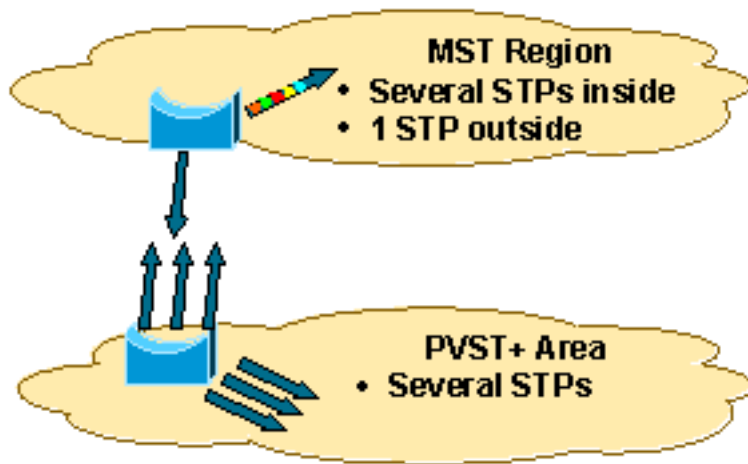 MST Region
• Several STPs inside
• 1 STP outside
PVST+ Area
• Several STPs